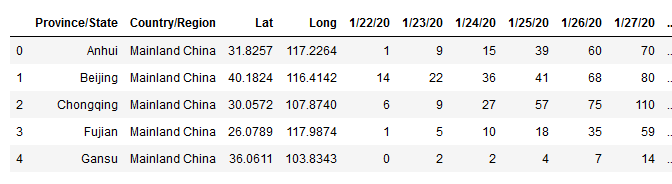 Province/State Country/Region Lat Long 1/22/20 1/23/20 1/24/20 1/25/20 1/26/20 1/27/20 ..
0 Anhui Mainland China 31.8257 117.2264 1 9 15 39 60 70 ..
1 Beijing Mainland China 40.1824 116.4142 14 22 36 41 68 80 ..
2 Chongqing Mainland China 30.0572 107.8740 6 9 27 57 75 110 ..
3 Fujian Mainland China 26.0789 117.9874 1 5 10 18 35 59 ..
4 Gansu Mainland China 36.0611 103.8343 0 2 2 4 7 14 ..